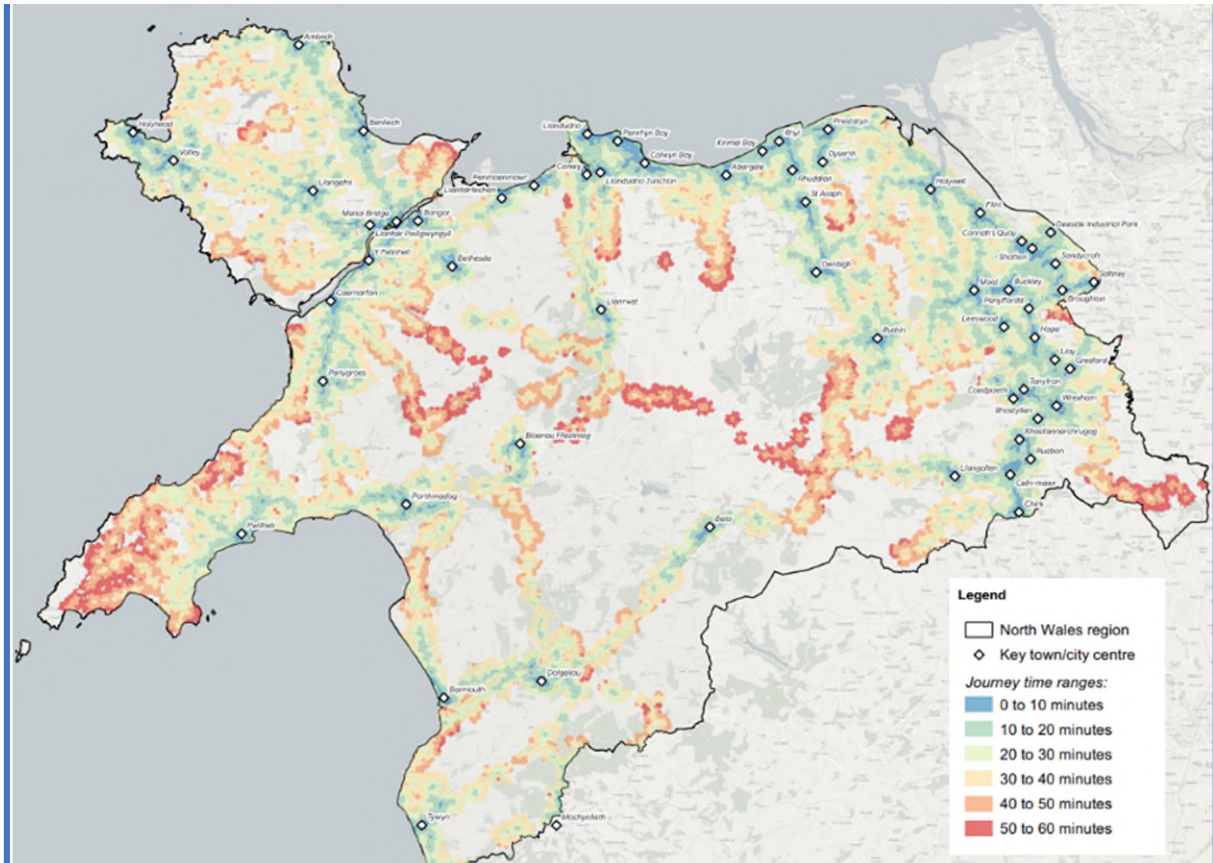 Amlwch
Holyhead
Valley
Benllech
Llangefni
Menai Bridge
Bangor
Llanfair Pwllgwyngyll
Y Felinheli
Bethesda
Caernarfon
Penygroes
Llandudno
Penrhyn Bay
Colwyn Bay
Conwy
Llandudno Junction
Penmaenmawr
Llanfairfechan
Kinmel Bay
Rhyl
Prestatyn
Abergele
Dyserth
Rhuddlan
St Asaph
Holywell
Flint
Deeside Industrial Park
Connah's Quay
Shotton
Sandycroft
Saltney
Denbigh
Mold
Buckley
Broughton
Penyffordd
Leeswood
Hope
Llanrwst
Ruthin
Llay
Gresford
Coedpoeth
Tanyfron
Wrexham
Rhostyllen
Rhosllannerchrugog
Ruabon
Blaenau Ffestiniog
Llangollen
Cefn-mawr
Chirk
Porthmadog
Pwllheli
Bala
Dolgellau
Barmouth
Tywyn
Machynlleth
Legend
North Wales region
Key town/city centre
Journey time ranges:
0 to 10 minutes
10 to 20 minutes
20 to 30 minutes
30 to 40 minutes
40 to 50 minutes
50 to 60 minutes